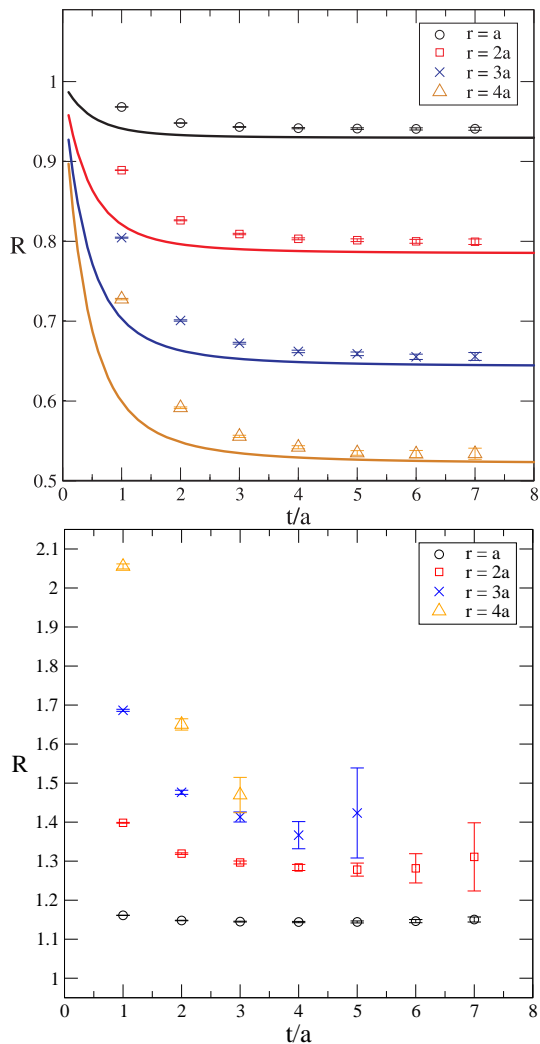 r = a
r = 2a
r = 3a
r = 4a
1
0.9
0.8
0.7
0.6
0.5
R
0 1 2 3 4 5 6 7 8
t/a
r = a
r = 2a
r = 3a
r = 4a
2.1
2
1.9
1.8
1.7
1.6
1.5
1.4
1.3
1.2
1.1
1
R
0 1 2 3 4 5 6 7 8
t/a